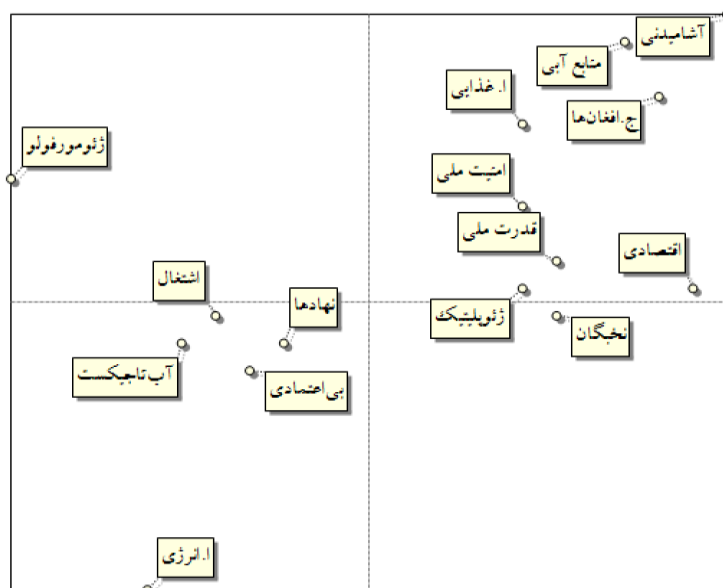 آشامیدنی
منابع آبی
ا. غذایی
ج.افغان‌ها
ژئومورفولو
امنیت ملی
قدرت ملی
اقتصادی
اشتغال
نهادها
ژئوپلیتیک
نخبگان
آب‌تاجیکست
بی‌اعتمادی
ا.انرژی